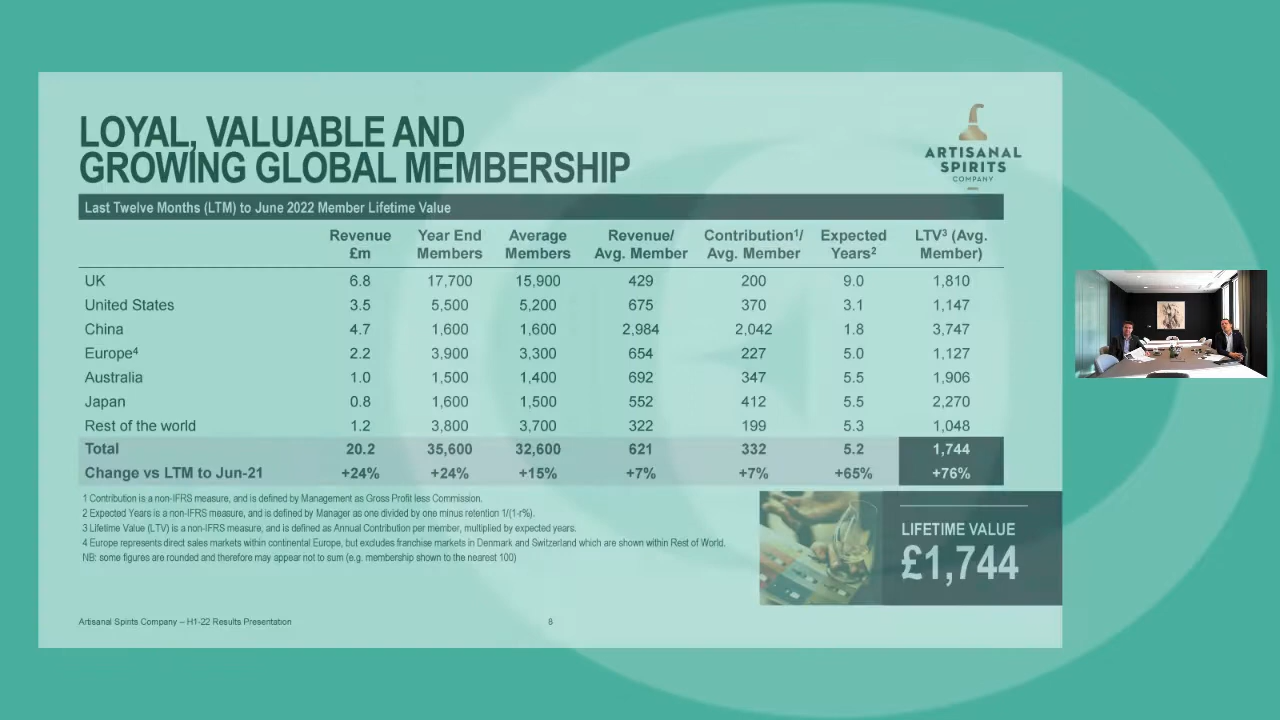 LOYAL, VALUABLE AND
GROWING GLOBAL MEMBERSHIP
ARTISANAL
SPIRITS
COMPANY
Last Twelve Months (LTM) to June 2022 Member Lifetime Value
Revenue £m Year End Members Average Members Revenue/ Avg. Member Contribution¹/ Avg. Member Expected Years² LTV³ (Avg. Member)
UK 6.8 17,700 15,900 429 200 9.0 1,810
United States 3.5 5,500 5,200 675 370 3.1 1,147
China 4.7 1,600 1,600 2,984 2,042 1.8 3,747
Europe⁴ 2.2 3,900 3,300 654 227 5.0 1,127
Australia 1.0 1,500 1,400 692 347 5.5 1,906
Japan 0.8 1,600 1,500 552 412 5.5 2,270
Rest of the world 1.2 3,800 3,700 322 199 5.3 1,048
Total 20.2 35,600 32,600 621 332 5.2 1,744
Change vs LTM to Jun-21 +24% +24% +15% +7% +7% +65% +76%
1 Contribution is a non-IFRS measure, and is defined by Management as Gross Profit less Commission.
2 Expected Years is a non-IFRS measure, and is defined by Manager as one divided by one minus retention 1/(1-r%).
3 Lifetime Value (LTV) is a non-IFRS measure, and is defined as Annual Contribution per member, multiplied by expected years.
4 Europe represents direct sales markets within continental Europe, but excludes franchise markets in Denmark and Switzerland which are shown within Rest of World.
NB: some figures are rounded and therefore may appear not to sum (e.g. membership shown to the nearest 100)
LIFETIME VALUE
£1,744
Artisanal Spirits Company – H1-22 Results Presentation 8